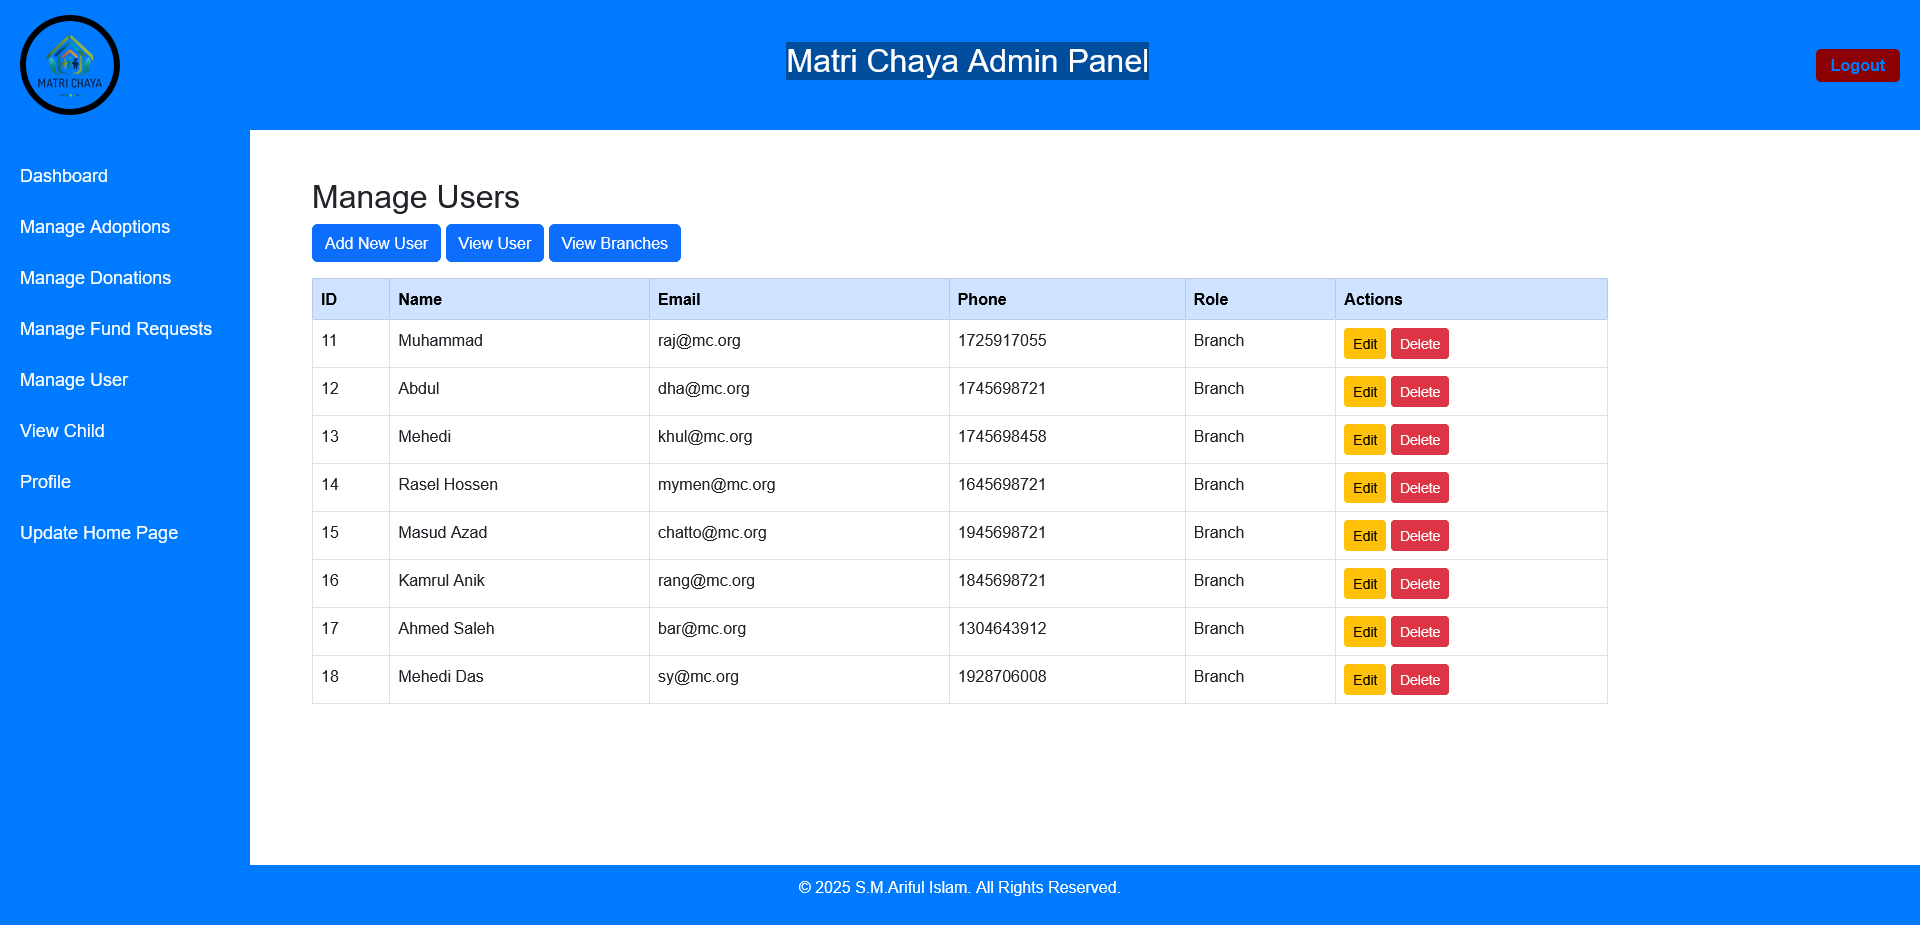 MATRI CHAYA
Matri Chaya Admin Panel
Logout
Dashboard
Manage Adoptions
Manage Donations
Manage Fund Requests
Manage User
View Child
Profile
Update Home Page
Manage Users
Add New User View User View Branches
ID Name Email Phone Role Actions
11 Muhammad raj@mc.org 1725917055 Branch Edit Delete
12 Abdul dha@mc.org 1745698721 Branch Edit Delete
13 Mehedi khul@mc.org 1745698458 Branch Edit Delete
14 Rasel Hossen mymen@mc.org 1645698721 Branch Edit Delete
15 Masud Azad chatto@mc.org 1945698721 Branch Edit Delete
16 Kamrul Anik rang@mc.org 1845698721 Branch Edit Delete
17 Ahmed Saleh bar@mc.org 1304643912 Branch Edit Delete
18 Mehedi Das sy@mc.org 1928706008 Branch Edit Delete
© 2025 S.M.Ariful Islam. All Rights Reserved.